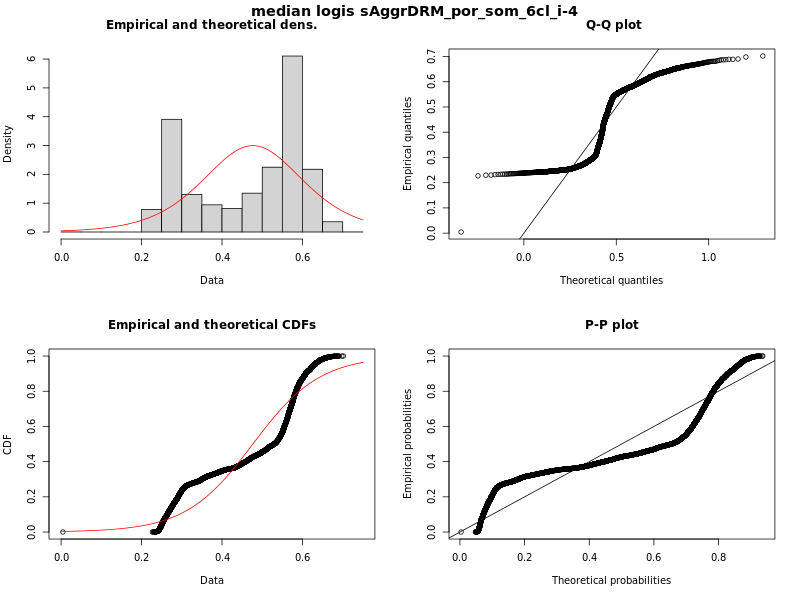 median logis sAggrDRM_por_som_6cl_i-4
Empirical and theoretical dens.
Density
0 1 2 3 4 5 6
0.0 0.2 0.4 0.6
Data
Q-Q plot
Empirical quantiles
0.0 0.1 0.2 0.3 0.4 0.5 0.6 0.7
0.0 0.5 1.0
Theoretical quantiles
Empirical and theoretical CDFs
CDF
0.0 0.2 0.4 0.6 0.8 1.0
0.0 0.2 0.4 0.6
Data
P-P plot
Empirical probabilities
0.0 0.2 0.4 0.6 0.8 1.0
0.0 0.2 0.4 0.6 0.8
Theoretical probabilities